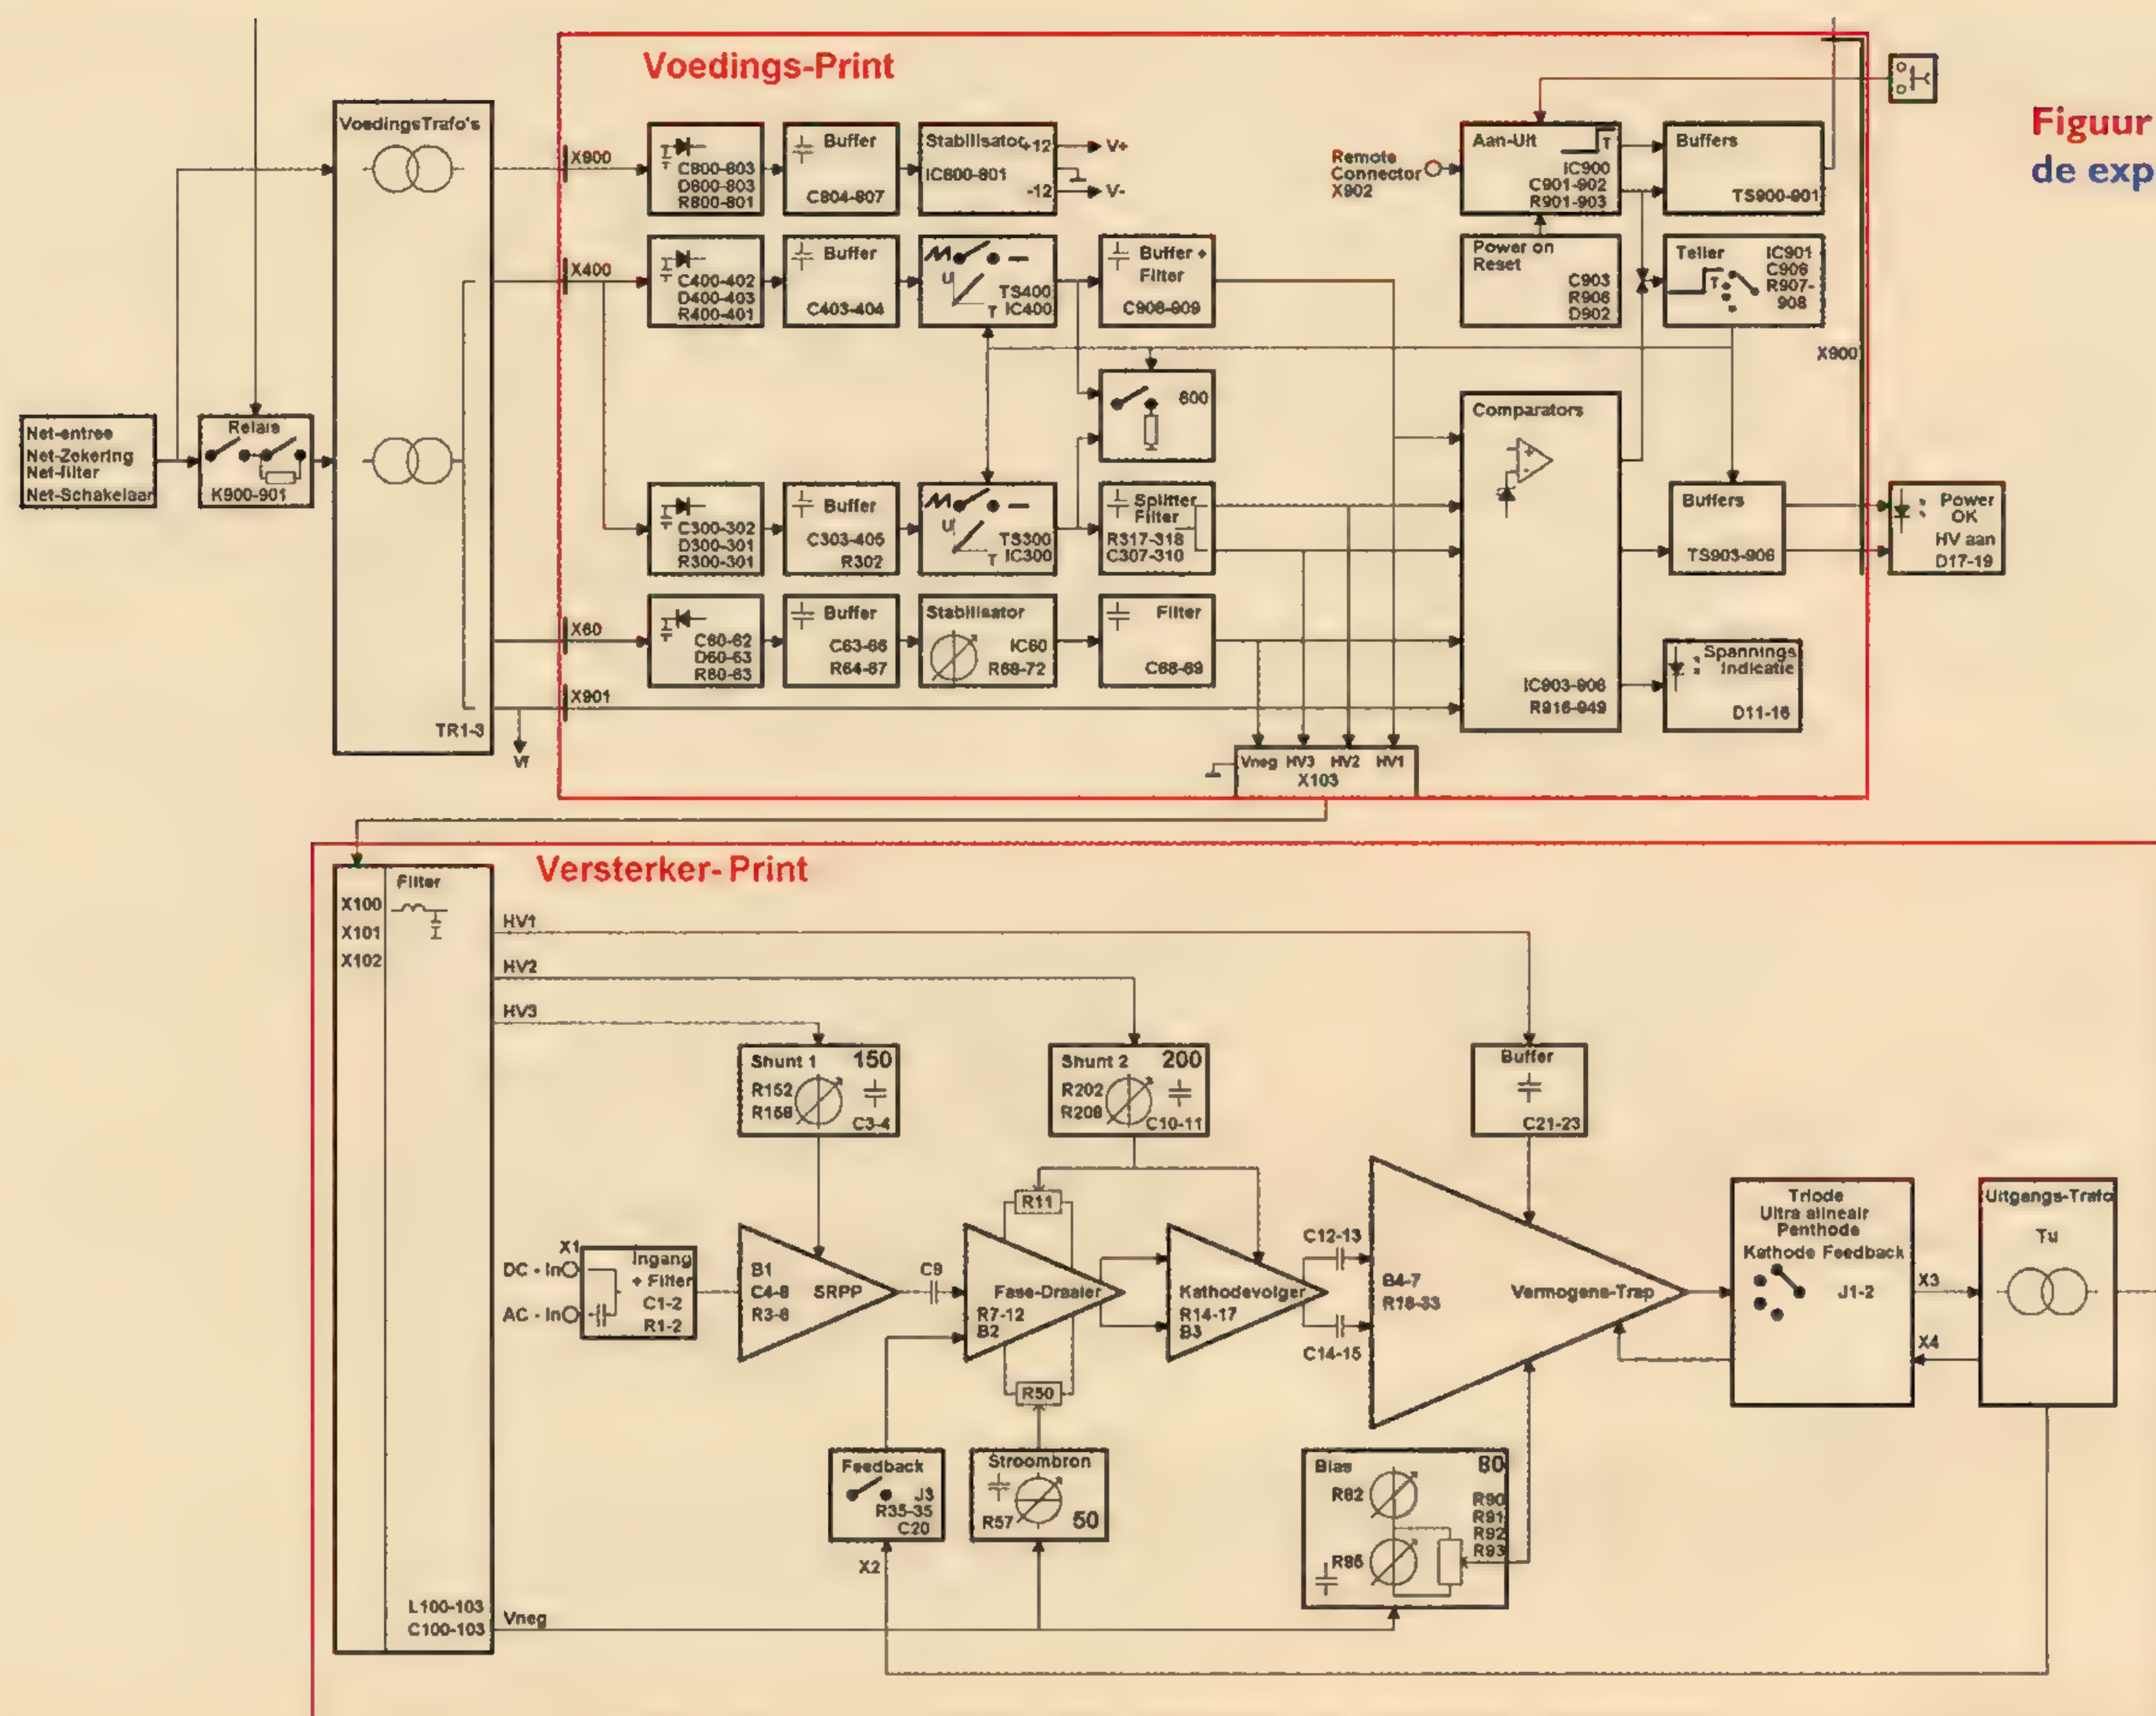 Voedings-Print
Figuur
de exp
VoedingsTrafo's
TR1-3
Vf
Net-entree
Net-Zekering
Net-filter
Net-Schakelaar
Relais
K900-901
X900
C800-803
D800-803
R800-801
Buffer
C804-807
Stabilisator
+12
V+
IC800-801
-12
V-
X400
C400-402
D400-403
R400-401
Buffer
C403-404
M
U
T
TS400
IC400
Buffer +
Filter
C908-909
600
C300-302
D300-301
R300-301
Buffer
C303-405
R302
M
U
T
TS300
IC300
Splitter
Filter
R317-318
C307-310
X60
C60-62
D60-63
R60-63
Buffer
C63-66
R64-67
Stabilisator
IC60
R68-72
Filter
C68-69
X901
Remote
Connector
X902
Aan-Uit
T
IC900
C901-902
R901-903
Buffers
TS900-901
Power on
Reset
C903
R906
D902
Teller
T
IC901
C906
R907-
908
X900
Comparators
IC903-906
R916-949
Buffers
TS903-906
Power
OK
HV aan
D17-19
Spannings
Indicatie
D11-16
Vneg HV3 HV2 HV1
X103
Versterker- Print
X100
X101
X102
Filter
L100-103
C100-103
HV1
HV2
HV3
Vneg
Shunt 1 150
R152
R158
C3-4
Shunt 2 200
R202
R208
C10-11
Buffer
C21-23
X1
DC - In
AC - In
Ingang
+ Filter
C1-2
R1-2
B1
C4-8
R3-6
SRPP
C9
R11
Fase-Draaier
R7-12
B2
R50
Kathodevolger
R14-17
B3
C12-13
C14-15
B4-7
R18-33
Vermogens-Trap
Triode
Ultra alineair
Penthode
Kathode Feedback
J1-2
X3
X4
Uitgangs-Trafo
Tu
Feedback
J3
R35-35
C20
X2
Stroombron
R57
50
Bias 80
R82
R85
R90
R91
R92
R93